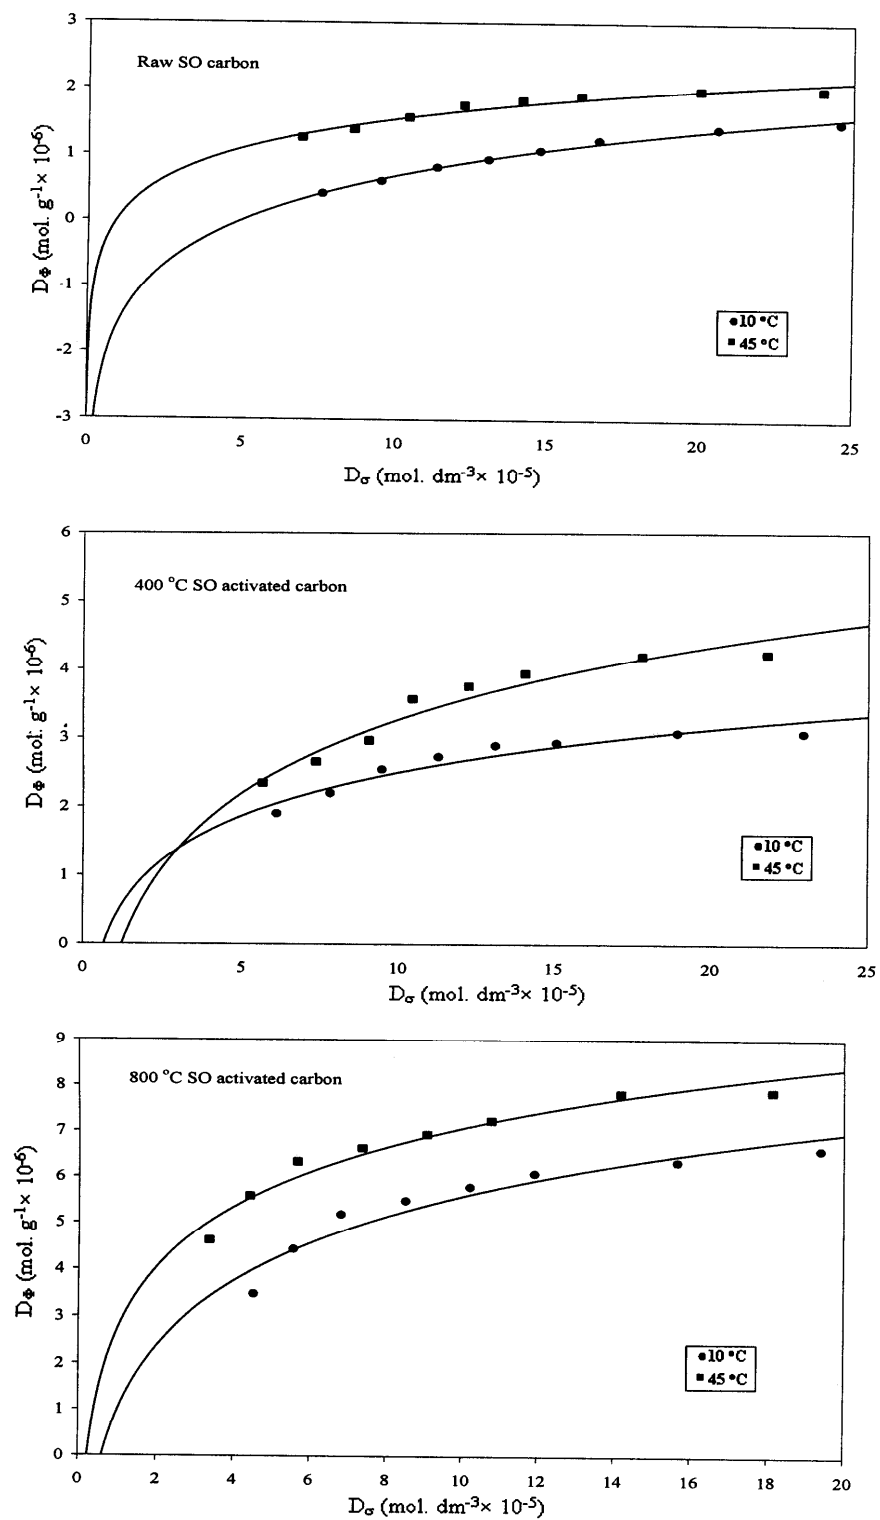 3
Raw SO carbon
2
1
0
-1
-2
-3
D_Φ (mol. g⁻¹× 10⁻⁶)
10 °C
45 °C
0 5 10 15 20 25
D_σ (mol. dm⁻³× 10⁻⁵)
6
400 °C SO activated carbon
5
4
3
2
1
0
D_Φ (mol. g⁻¹× 10⁻⁶)
10 °C
45 °C
0 5 10 15 20 25
D_σ (mol. dm⁻³× 10⁻⁵)
9
800 °C SO activated carbon
8
7
6
5
4
3
2
1
0
D_Φ (mol. g⁻¹× 10⁻⁶)
10 °C
45 °C
0 2 4 6 8 10 12 14 16 18 20
D_σ (mol. dm⁻³× 10⁻⁵)